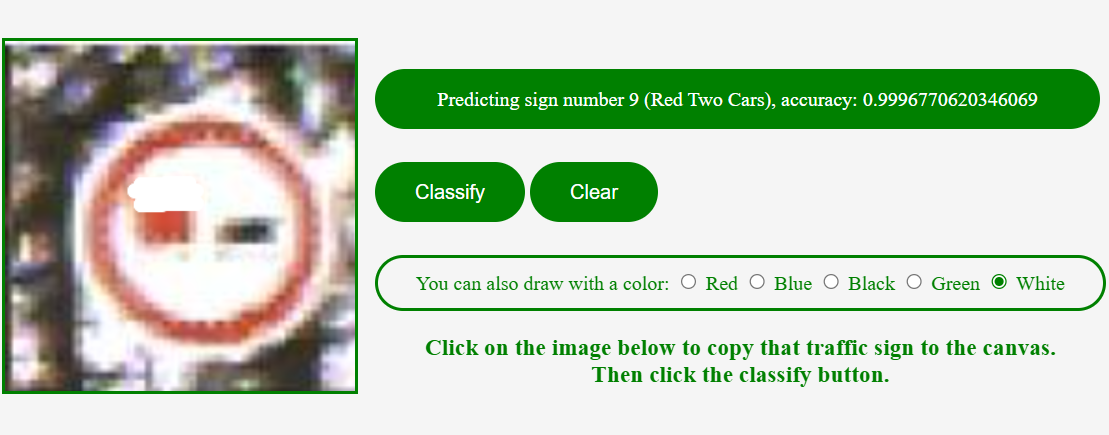 Predicting sign number 9 (Red Two Cars), accuracy: 0.9996770620346069
Classify
Clear
You can also draw with a color: Red Blue Black Green White
Click on the image below to copy that traffic sign to the canvas.
Then click the classify button.